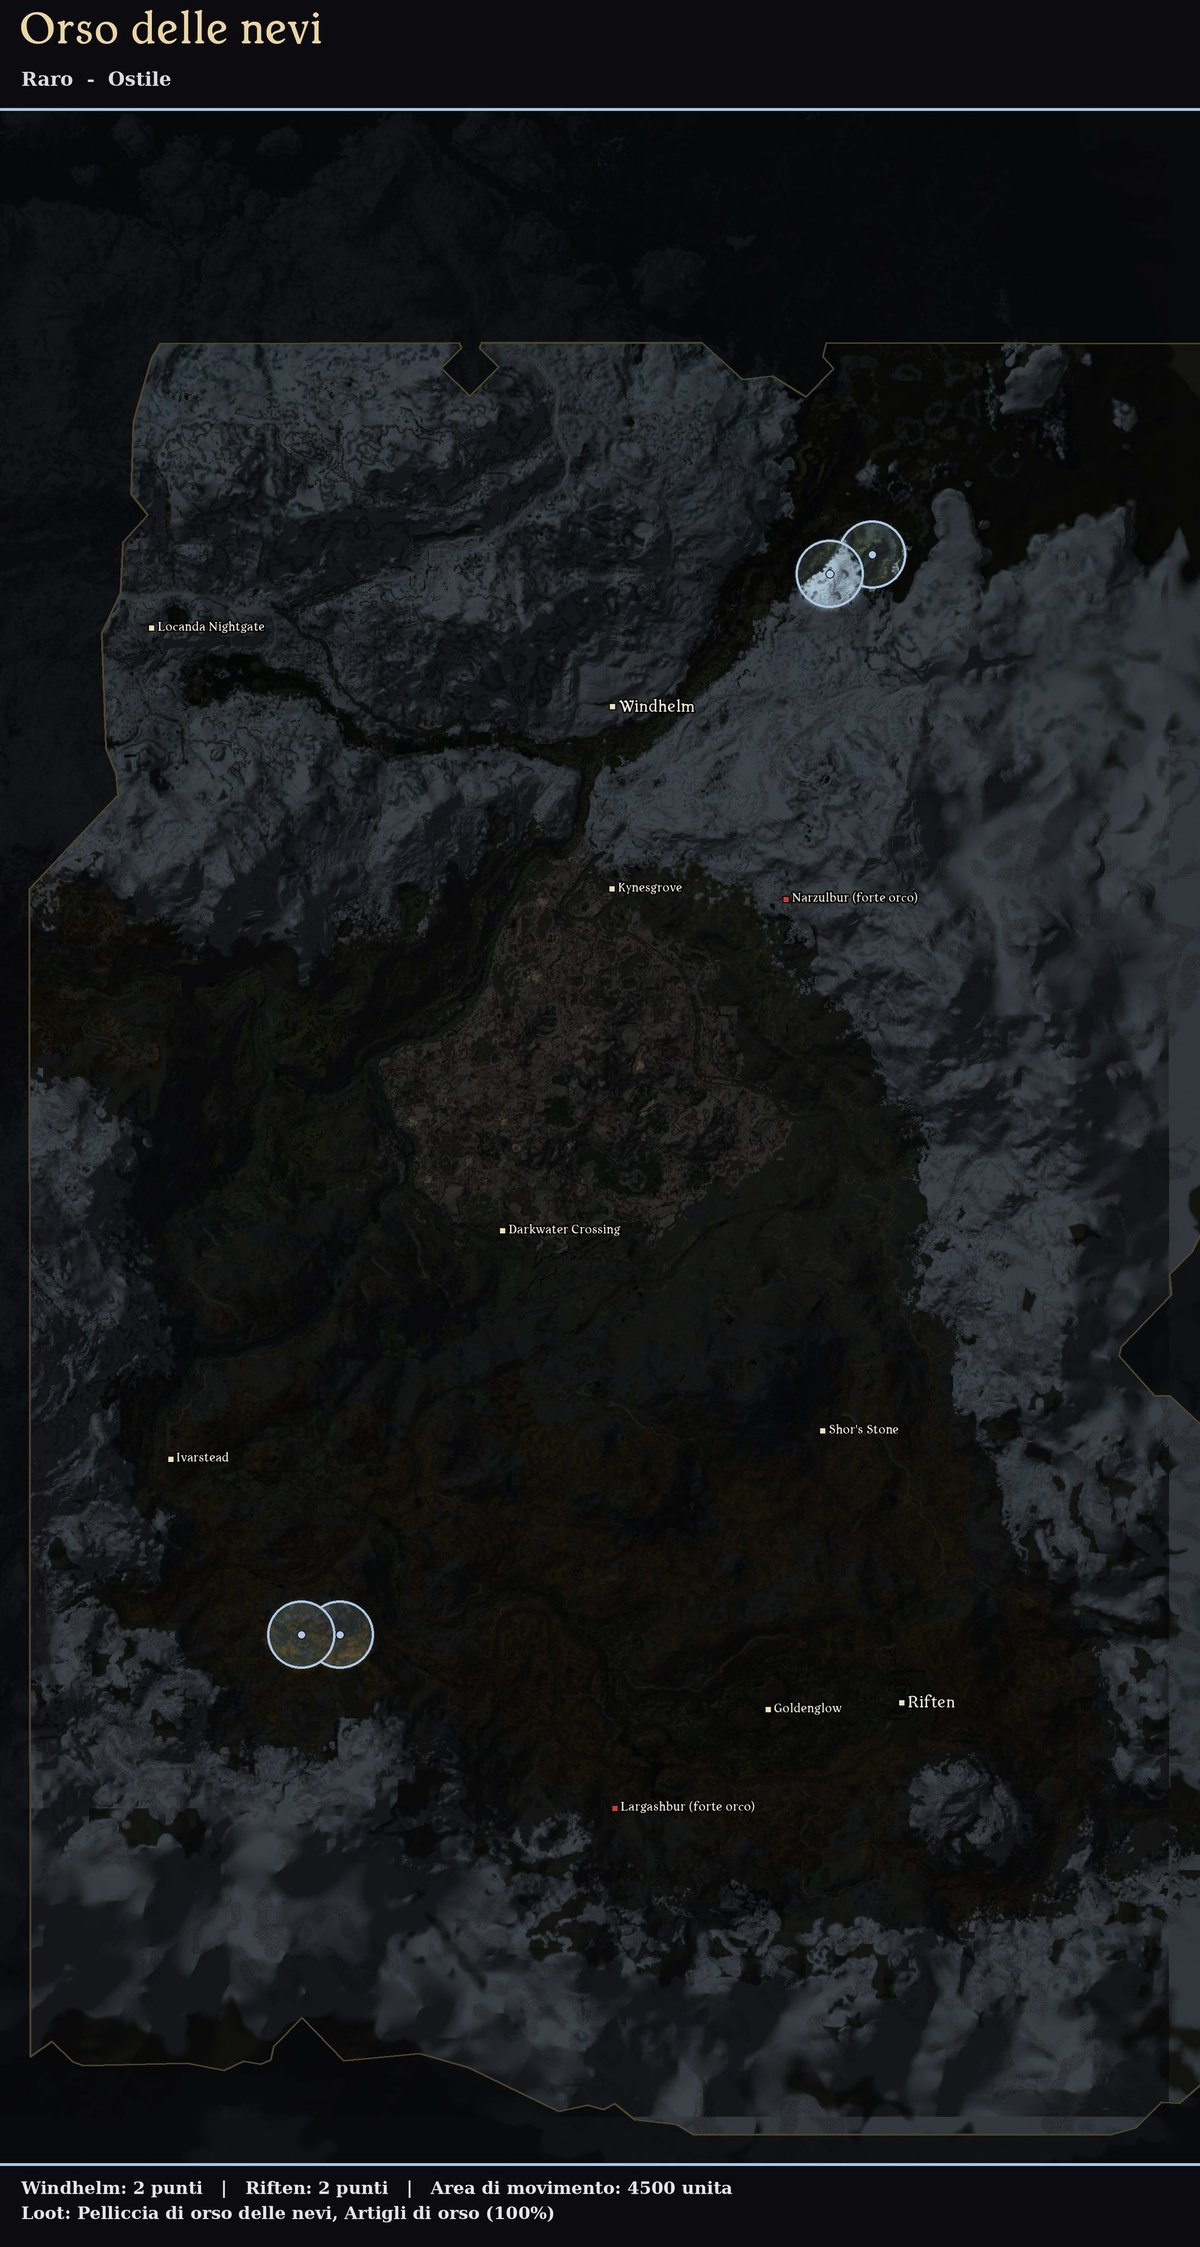 Orso delle nevi
Raro - Ostile
Locanda Nightgate
Windhelm
Kynesgrove
Narzulbur (forte orco)
Darkwater Crossing
Shor's Stone
Ivarstead
Riften
Goldenglow
Largashbur (forte orco)
Windhelm: 2 punti | Riften: 2 punti | Area di movimento: 4500 unita
Loot: Pelliccia di orso delle nevi, Artigli di orso (100%)